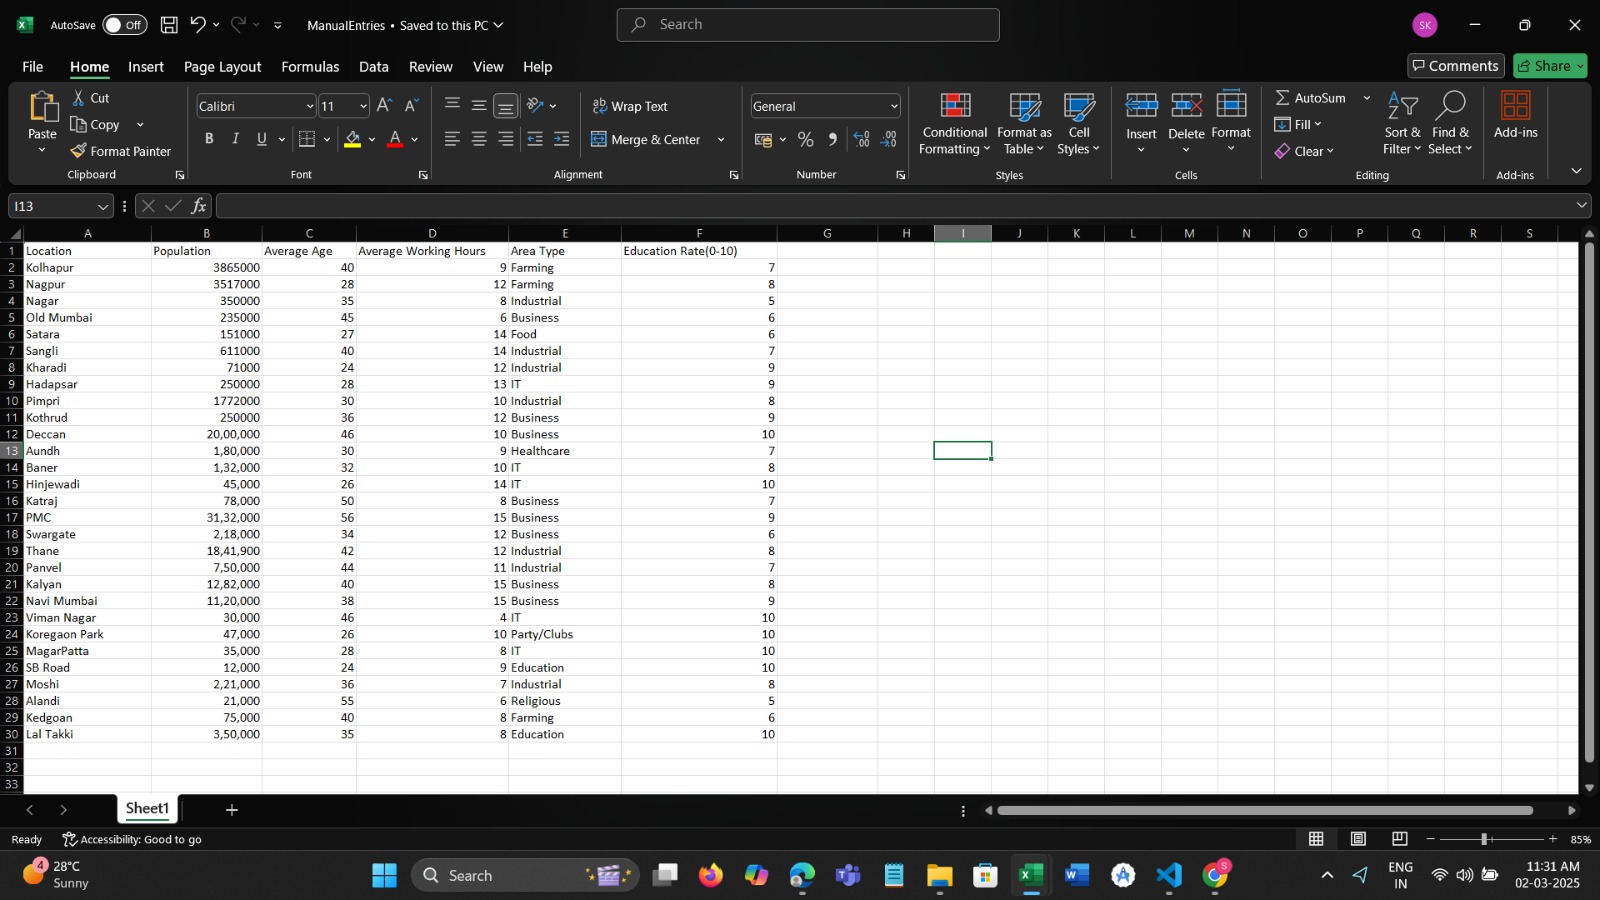 AutoSave Off ManualEntries • Saved to this PC Search SK
File Home Insert Page Layout Formulas Data Review View Help Comments Share
Paste Cut Copy Format Painter Clipboard
Calibri 11 B I U A Font
Wrap Text Merge & Center Alignment
General % Number
Conditional Formatting Format as Table Cell Styles Styles
Insert Delete Format Cells
AutoSum Fill Clear Sort & Filter Find & Select Editing
Add-ins Add-ins
I13 fx
A B C D E F G H I J K L M N O P Q R S
1 Location Population Average Age Average Working Hours Area Type Education Rate(0-10)
2 Kolhapur 3865000 40 9 Farming 7
3 Nagpur 3517000 28 12 Farming 8
4 Nagar 350000 35 8 Industrial 5
5 Old Mumbai 235000 45 6 Business 6
6 Satara 151000 27 14 Food 6
7 Sangli 611000 40 14 Industrial 7
8 Kharadi 71000 24 12 Industrial 9
9 Hadapsar 250000 28 13 IT 9
10 Pimpri 1772000 30 10 Industrial 8
11 Kothrud 250000 36 12 Business 9
12 Deccan 20,00,000 46 10 Business 10
13 Aundh 1,80,000 30 9 Healthcare 7
14 Baner 1,32,000 32 10 IT 8
15 Hinjewadi 45,000 26 14 IT 10
16 Katraj 78,000 50 8 Business 7
17 PMC 31,32,000 56 15 Business 9
18 Swargate 2,18,000 34 12 Business 6
19 Thane 18,41,900 42 12 Industrial 8
20 Panvel 7,50,000 44 11 Industrial 7
21 Kalyan 12,82,000 40 15 Business 8
22 Navi Mumbai 11,20,000 38 15 Business 9
23 Viman Nagar 30,000 46 4 IT 10
24 Koregaon Park 47,000 26 10 Party/Clubs 10
25 MagarPatta 35,000 28 8 IT 10
26 SB Road 12,000 24 9 Education 10
27 Moshi 2,21,000 36 7 Industrial 8
28 Alandi 21,000 55 6 Religious 5
29 Kedgoan 75,000 40 8 Farming 6
30 Lal Takki 3,50,000 35 8 Education 10
31
32
33
Sheet1
Ready Accessibility: Good to go 85%
4 28°C Sunny Search ENG IN 11:31 AM 02-03-2025